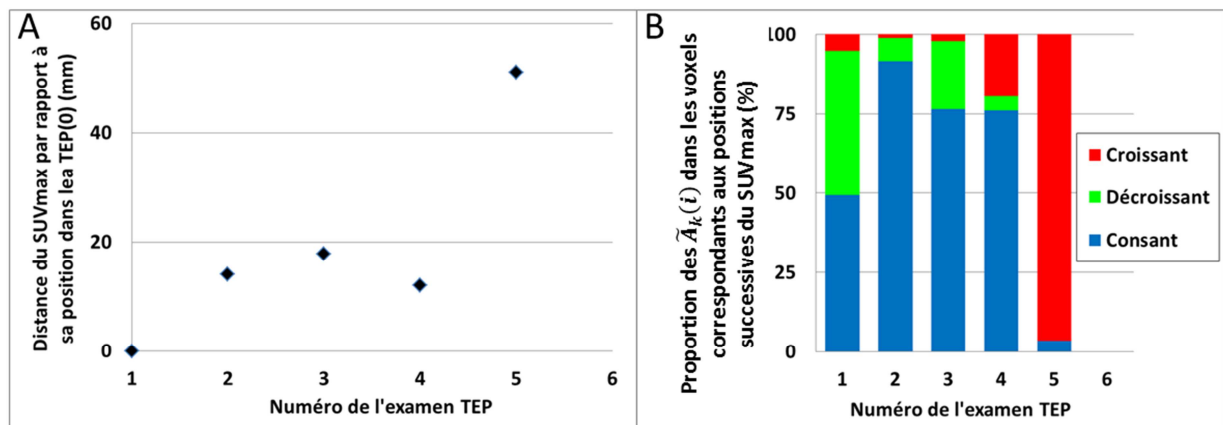 A
Distance du SUVmax par rapport à
sa position dans lea TEP(0) (mm)
60
40
20
0
1 2 3 4 5 6
Numéro de l'examen TEP
B
Proportion des Ãₖ(i) dans les voxels
correspondants aux positions
successives du SUVmax (%)
100
75
50
25
0
1 2 3 4 5 6
Numéro de l'examen TEP
Croissant
Décroissant
Consant